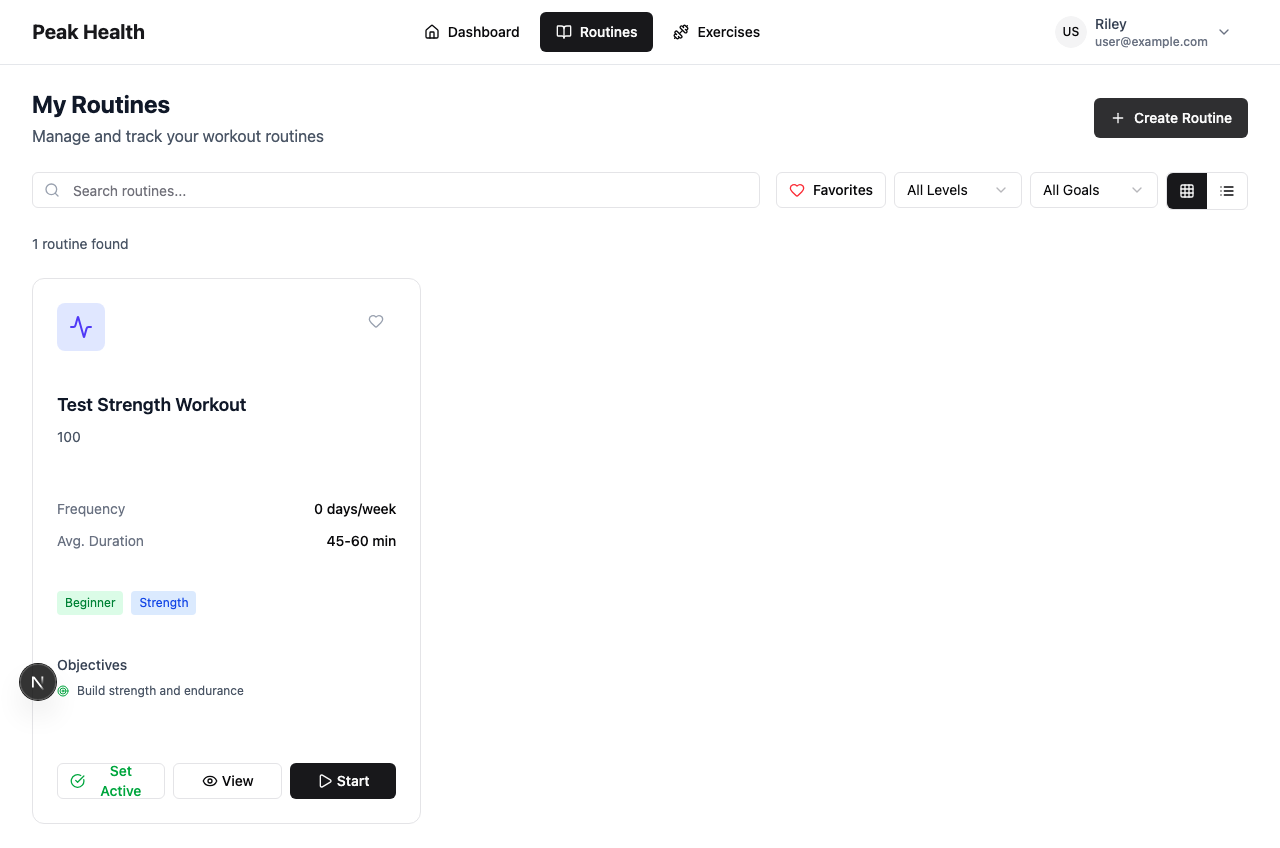 Peak Health
Dashboard
Routines
Exercises
US
Riley
user@example.com
My Routines
Manage and track your workout routines
Create Routine
Search routines...
Favorites
All Levels
All Goals
1 routine found
Test Strength Workout
100
Frequency
0 days/week
Avg. Duration
45-60 min
Beginner
Strength
Objectives
N
Build strength and endurance
Set
Active
View
Start